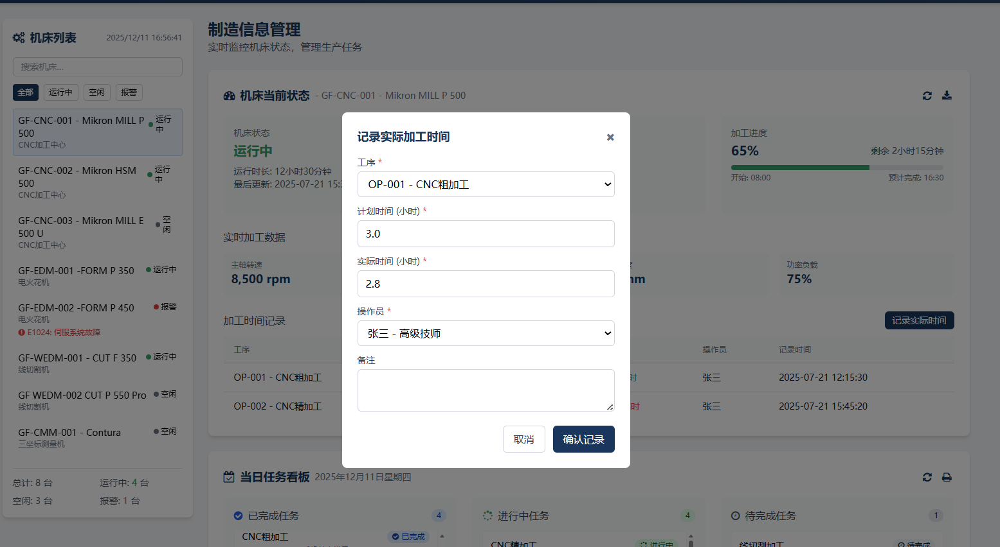 机床列表
2025/12/11 16:56:41
搜索机床...
全部
运行中
空闲
报警
GF-CNC-001 - Mikron MILL P 500
运行中
CNC加工中心
GF-CNC-002 - Mikron HSM 500
运行中
CNC加工中心
GF-CNC-003 - Mikron MILL E 500 U
空闲
CNC加工中心
GF-EDM-001 -FORM P 350
运行中
电火花机
GF-EDM-002 -FORM P 450
报警
电火花机
E1024: 伺服系统故障
GF-WEDM-001 - CUT F 350
运行中
线切割机
GF WEDM-002 CUT P 550 Pro
空闲
线切割机
GF-CMM-001 - Contura
空闲
三坐标测量机
总计: 8 台
运行中: 4 台
空闲: 3 台
报警: 1 台
制造信息管理
实时监控机床状态，管理生产任务
机床当前状态 - GF-CNC-001 - Mikron MILL P 500
机床状态
运行中
运行时长: 12小时30分钟
最后更新: 2025-07-21 15:
加工进度
65%
剩余 2小时15分钟
开始: 08:00
预计完成: 16:30
实时加工数据
主轴转速
8,500 rpm
功率负载
75%
加工时间记录
记录实际时间
工序
操作员
记录时间
OP-001 - CNC粗加工
时
张三
2025-07-21 12:15:30
OP-002 - CNC精加工
时
张三
2025-07-21 15:45:20
记录实际加工时间
工序 *
OP-001 - CNC粗加工
计划时间 (小时) *
3.0
实际时间 (小时) *
2.8
操作员 *
张三 - 高级技师
备注
取消
确认记录
当日任务看板 2025年12月11日星期四
已完成任务
4
CNC粗加工
已完成
进行中任务
4
CNC精加工
进行中
待完成任务
1
线切割加工
待完成